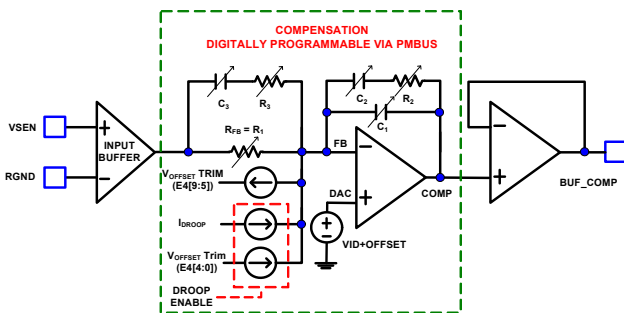 COMPENSATION
DIGITALLY PROGRAMMABLE VIA PMBUS
C3
R3
C2
R2
C1
VSEN
RGND
INPUT
BUFFER
RFB = R1
FB
VOFFSET TRIM
(E4[9:5])
DAC
COMP
BUF_COMP
IDROOP
VID+OFFSET
VOFFSET Trim
(E4[4:0])
DROOP
ENABLE